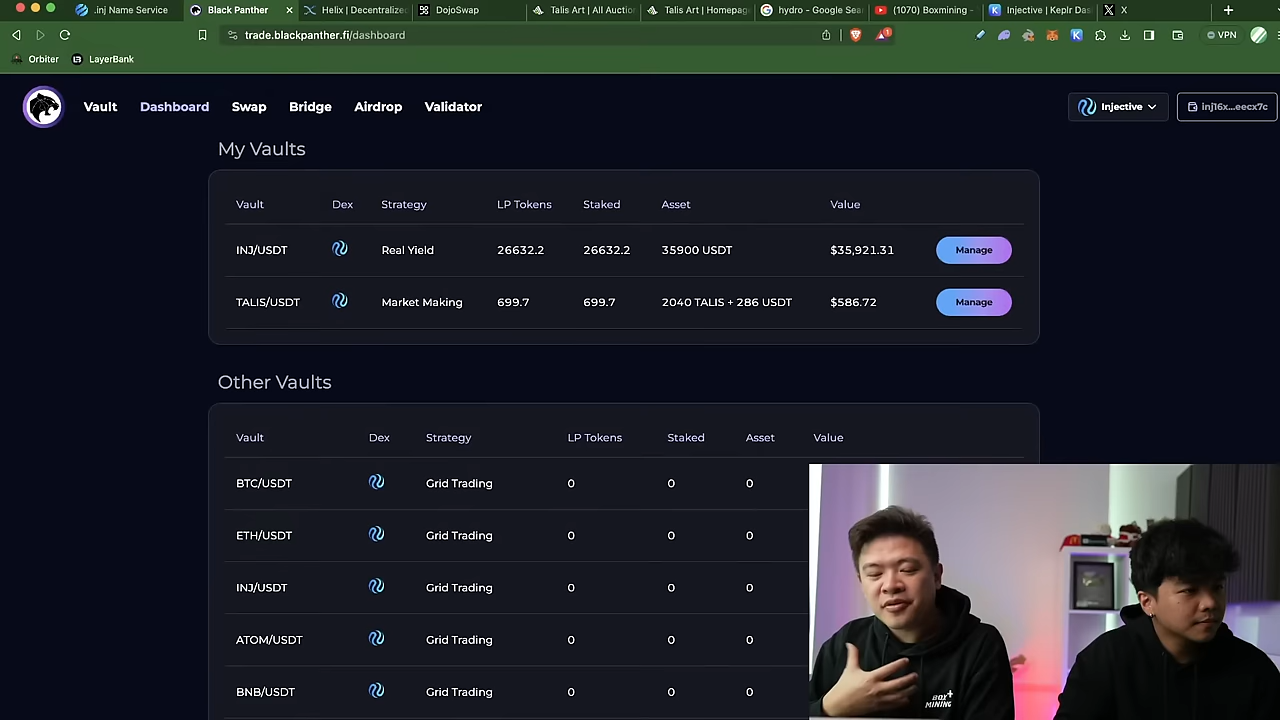 .inj Name Service
Black Panther
Helix | Decentralized
DojoSwap
Talis Art | All Auction
Talis Art | Homepag
hydro - Google Sear
(1070) Boxmining -
Injective | Keplr Das
X
trade.blackpanther.fi/dashboard
1
VPN
Orbiter
LayerBank
Vault Dashboard Swap Bridge Airdrop Validator
Injective
inj16x...eecx7c
My Vaults
Vault Dex Strategy LP Tokens Staked Asset Value
INJ/USDT Real Yield 26632.2 26632.2 35900 USDT $35,921.31 Manage
TALIS/USDT Market Making 699.7 699.7 2040 TALIS + 286 USDT $586.72 Manage
Other Vaults
Vault Dex Strategy LP Tokens Staked Asset Value
BTC/USDT Grid Trading 0 0 0
ETH/USDT Grid Trading 0 0 0
INJ/USDT Grid Trading 0 0 0
ATOM/USDT Grid Trading 0 0 0
BNB/USDT Grid Trading 0 0 0
BOX+
MINING